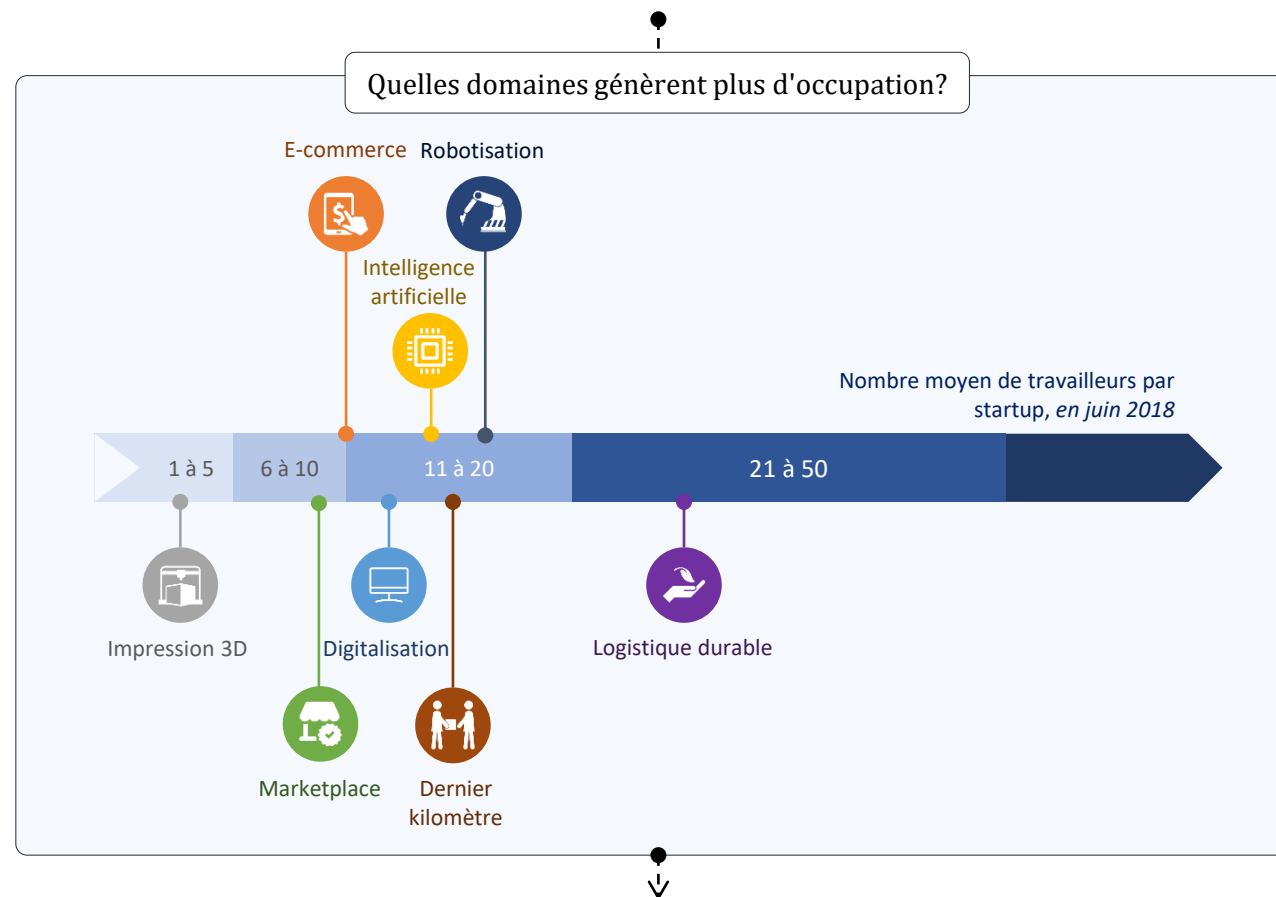 Quelles domaines génèrent plus d'occupation?
E-commerce
Robotisation
Intelligence
artificielle
Nombre moyen de travailleurs par
startup, en juin 2018
1 à 5
6 à 10
11 à 20
21 à 50
Impression 3D
Digitalisation
Logistique durable
Marketplace
Dernier
kilomètre